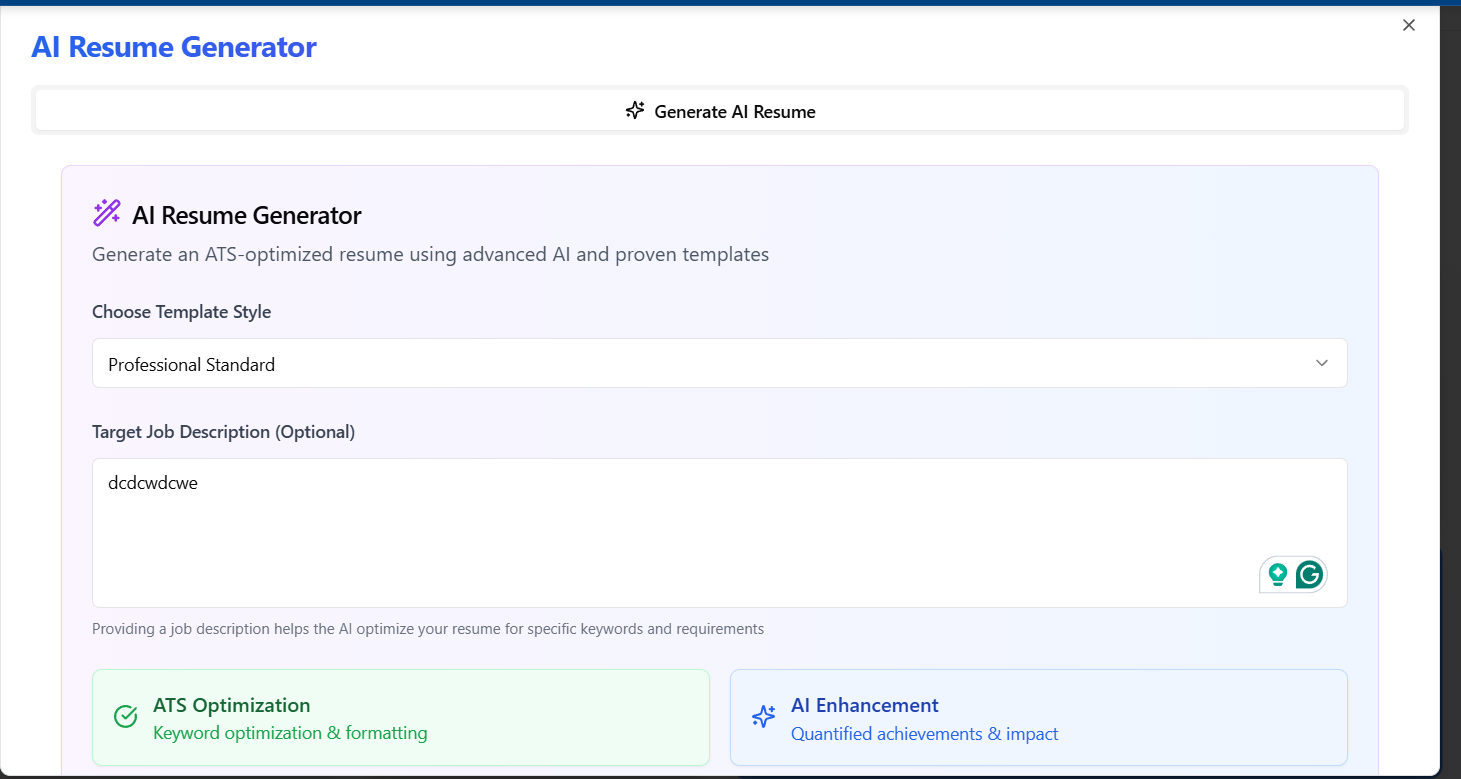 AI Resume Generator
Generate AI Resume
AI Resume Generator
Generate an ATS-optimized resume using advanced AI and proven templates
Choose Template Style
Professional Standard
Target Job Description (Optional)
dcdcwdcwe
Providing a job description helps the AI optimize your resume for specific keywords and requirements
ATS Optimization
Keyword optimization & formatting
AI Enhancement
Quantified achievements & impact